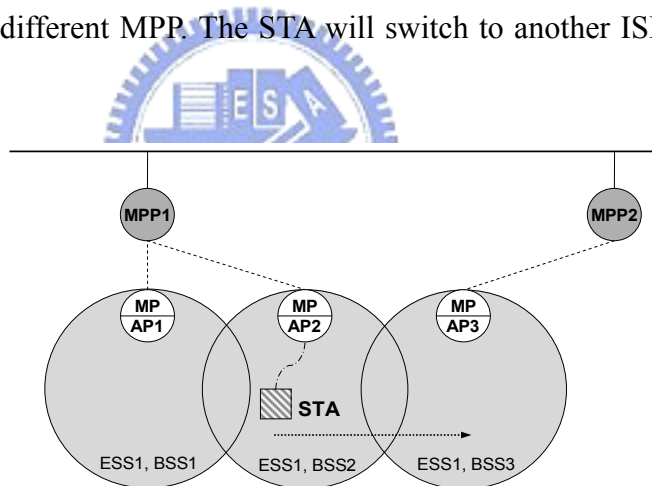 different MPP. The STA will switch to another
E S
MPP1
MPP2
MP
AP1
MP
AP2
MP
AP3
STA
ESS1, BSS1
ESS1, BSS2
ESS1, BSS3